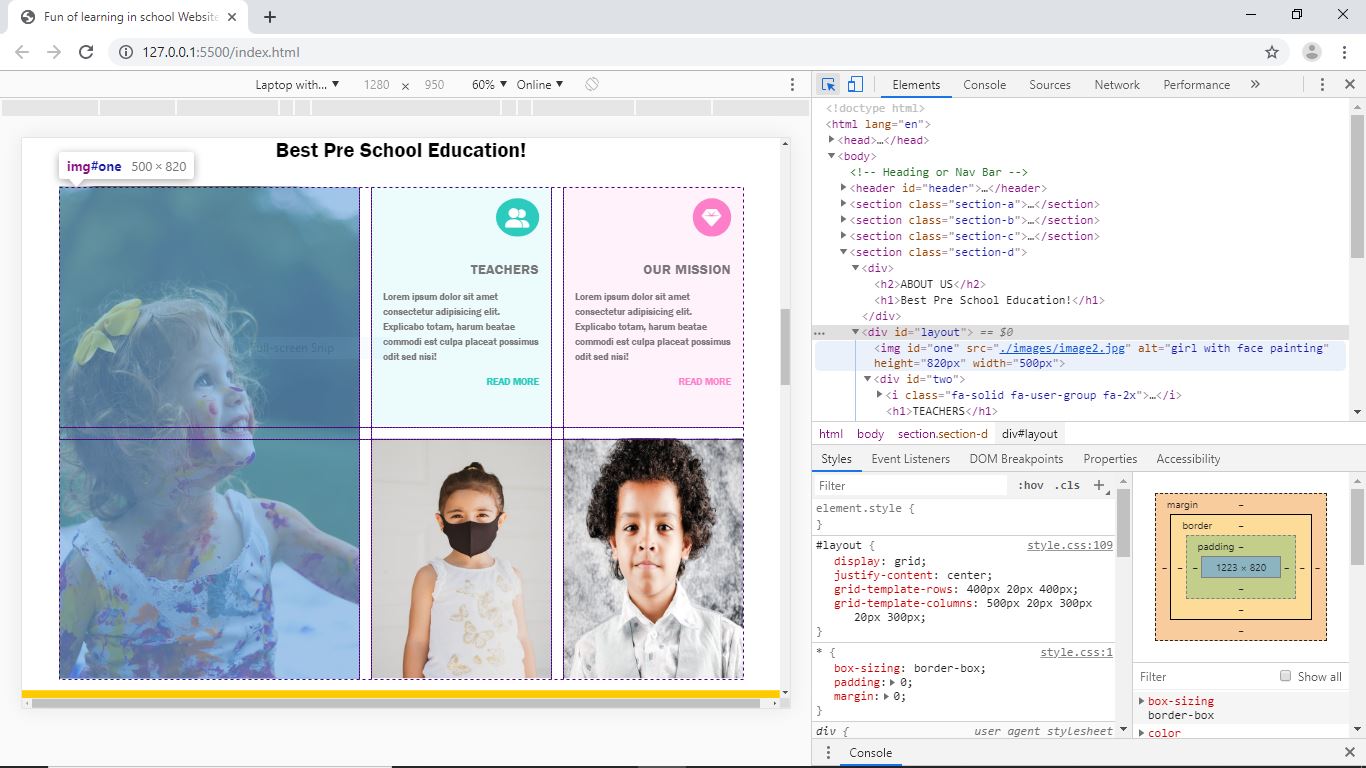 Fun of learning in school Website
127.0.0.1:5500/index.html
Laptop with... ▼ 1280 × 950 60% ▼ Online ▼
Elements Console Sources Network Performance »
Best Pre School Education!
img#one 500 × 820
TEACHERS
Lorem ipsum dolor sit amet
consectetur adipisicing elit.
Explicabo totam, harum beatae
commodi est culpa placeat possimus
odit sed nisi!
READ MORE
OUR MISSION
Lorem ipsum dolor sit amet
consectetur adipisicing elit.
Explicabo totam, harum beatae
commodi est culpa placeat possimus
odit sed nisi!
READ MORE
Full-screen Snip
<!doctype html>
<html lang="en">
▶<head>…</head>
▼<body>
<!-- Heading or Nav Bar -->
▶<header id="header">…</header>
▶<section class="section-a">…</section>
▶<section class="section-b">…</section>
▶<section class="section-c">…</section>
▼<section class="section-d">
▼<div>
<h2>ABOUT US</h2>
<h1>Best Pre School Education!</h1>
</div>
…▼<div id="layout"> == $0
<img id="one" src="./images/image2.jpg" alt="girl with face painting"
height="820px" width="500px">
▼<div id="two">
▶<i class="fa-solid fa-user-group fa-2x">…</i>
<h1>TEACHERS</h1>
html body section.section-d div#layout
Styles Event Listeners DOM Breakpoints Properties Accessibility
Filter :hov .cls +
element.style {
}
#layout { style.css:109
display: grid;
justify-content: center;
grid-template-rows: 400px 20px 400px;
grid-template-columns: 500px 20px 300px
20px 300px;
}
* { style.css:1
box-sizing: border-box;
padding:▶ 0;
margin:▶ 0;
}
div { user agent stylesheet
margin –
border –
padding –
– – – 1223 × 820 – – –
–
–
–
Filter Show all
▶ box-sizing
border-box
▶ color
Console